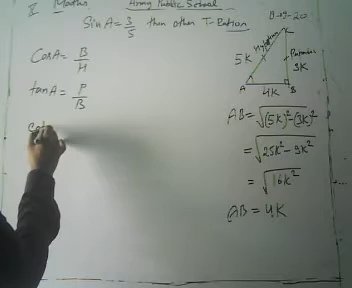 X Maths Army Public School
Sin A = 3/5 then other T-Ration
Cos A = B/H
tan A = P/B
C
5K
3K
4K
A
B
AB = √(5K)² - (3K)²
= √25K² - 9K²
= √16K²
AB = 4K